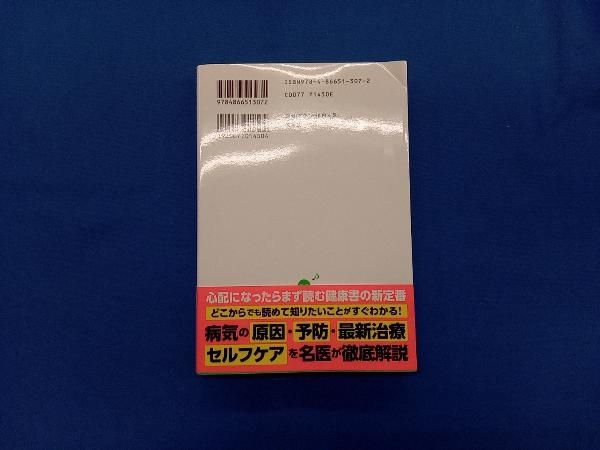 ISBN978-4-86651-307-2
C0077 ¥1450E
9784866513072
心配になったらまず読む健康書の新定番
どこからでも読めて知りたいことがすぐわかる!
病気の原因・予防・最新治療
セルフケアを名医が徹底解説